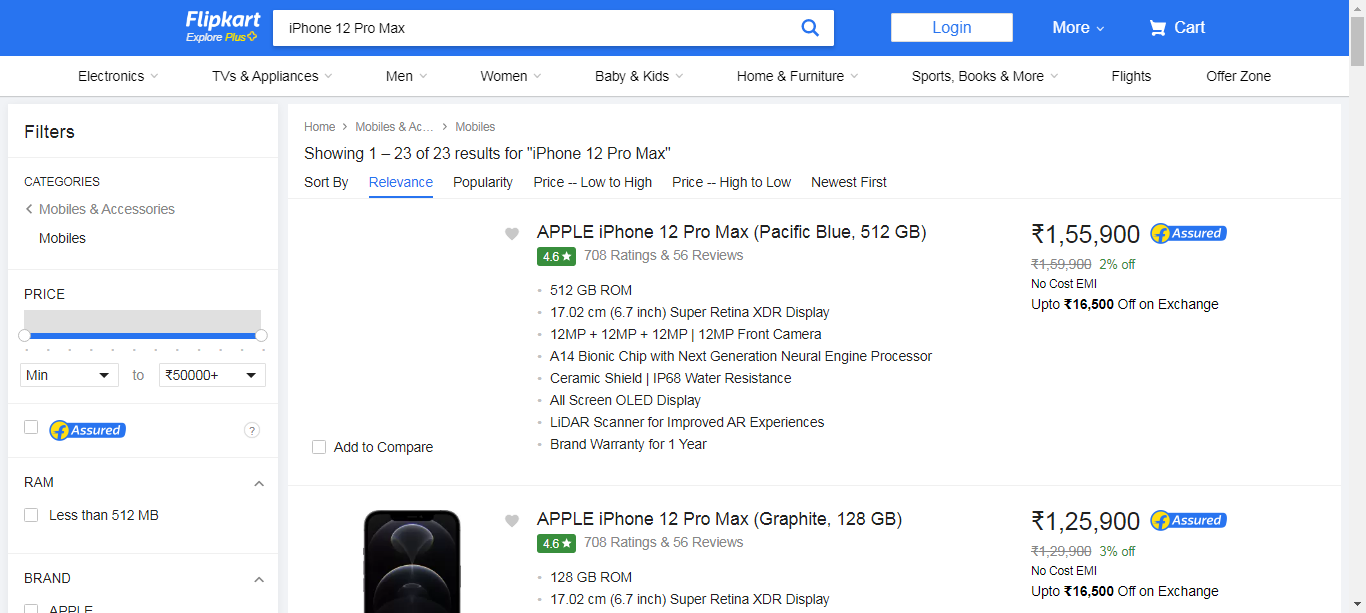 Flipkart
Explore Plus
iPhone 12 Pro Max
Login
More
Cart
Electronics
TVs & Appliances
Men
Women
Baby & Kids
Home & Furniture
Sports, Books & More
Flights
Offer Zone
Filters
CATEGORIES
Mobiles & Accessories
Mobiles
PRICE
Min
to
₹50000+
Assured
?
RAM
Less than 512 MB
BRAND
APPLE
Home > Mobiles & Ac... > Mobiles
Showing 1 – 23 of 23 results for "iPhone 12 Pro Max"
Sort By
Relevance
Popularity
Price -- Low to High
Price -- High to Low
Newest First
APPLE iPhone 12 Pro Max (Pacific Blue, 512 GB)
4.6★ 708 Ratings & 56 Reviews
512 GB ROM
17.02 cm (6.7 inch) Super Retina XDR Display
12MP + 12MP + 12MP | 12MP Front Camera
A14 Bionic Chip with Next Generation Neural Engine Processor
Ceramic Shield | IP68 Water Resistance
All Screen OLED Display
LiDAR Scanner for Improved AR Experiences
Brand Warranty for 1 Year
Add to Compare
₹1,55,900
Assured
₹1,59,900 2% off
No Cost EMI
Upto ₹16,500 Off on Exchange
APPLE iPhone 12 Pro Max (Graphite, 128 GB)
4.6★ 708 Ratings & 56 Reviews
128 GB ROM
17.02 cm (6.7 inch) Super Retina XDR Display
₹1,25,900
Assured
₹1,29,900 3% off
No Cost EMI
Upto ₹16,500 Off on Exchange